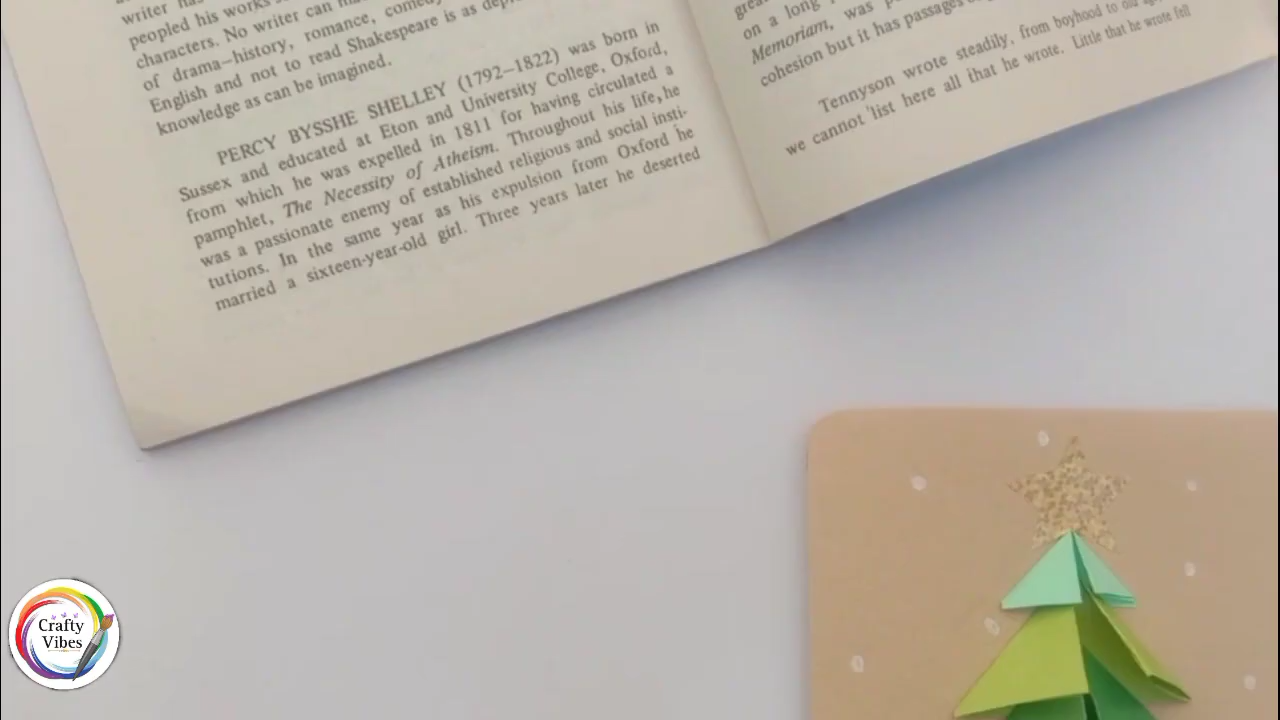 writer has
peopled his works
characters. No writer can
of drama—history, romance,
English and not to read Shakespeare is as
knowledge as can be imagined.
PERCY BYSSHE SHELLEY (1792–1822) was born in
Sussex and educated at Eton and University College, Oxford,
from which he was expelled in 1811 for having circulated a
pamphlet, The Necessity of Atheism. Throughout his life, he
was a passionate enemy of established religious and social insti-
tutions. In the same year as his expulsion from Oxford he
married a sixteen-year-old girl. Three years later he deserted
on a long
Memoriam, was
cohesion but it has passages
Tennyson wrote steadily, from boyhood to old
we cannot list here all that he wrote. Little that he wrote fell
Crafty
Vibes